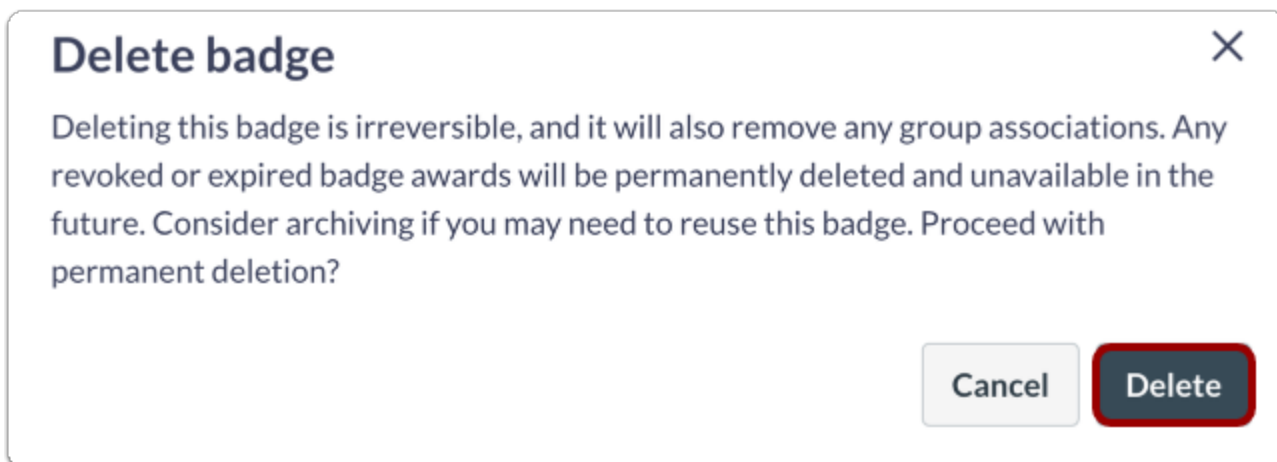 Delete badge
Deleting this badge is irreversible, and it will also remove any group associations. Any
revoked or expired badge awards will be permanently deleted and unavailable in the
future. Consider archiving if you may need to reuse this badge. Proceed with
permanent deletion?
Cancel
Delete